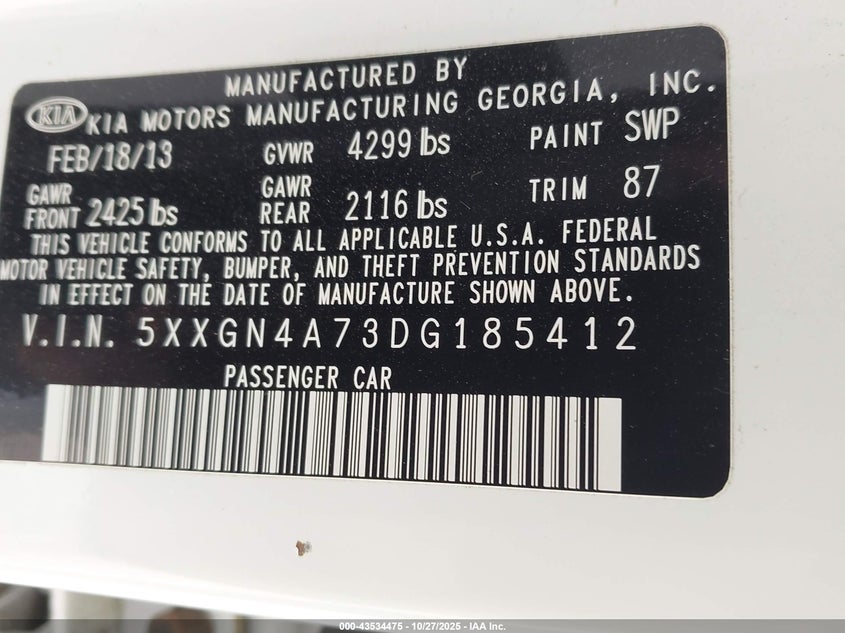 MANUFACTURED BY
KIA KIA MOTORS MANUFACTURING GEORGIA, INC.
FEB/18/13 GVWR 4299 lbs PAINT SWP
GAWR FRONT 2425 lbs GAWR REAR 2116 lbs TRIM 87
THIS VEHICLE CONFORMS TO ALL APPLICABLE U.S.A. FEDERAL
MOTOR VEHICLE SAFETY, BUMPER, AND THEFT PREVENTION STANDARDS
IN EFFECT ON THE DATE OF MANUFACTURE SHOWN ABOVE.
V.I.N. 5XXGN4A73DG185412
PASSENGER CAR
000-43534475 - 10/27/2025 - IAA Inc.